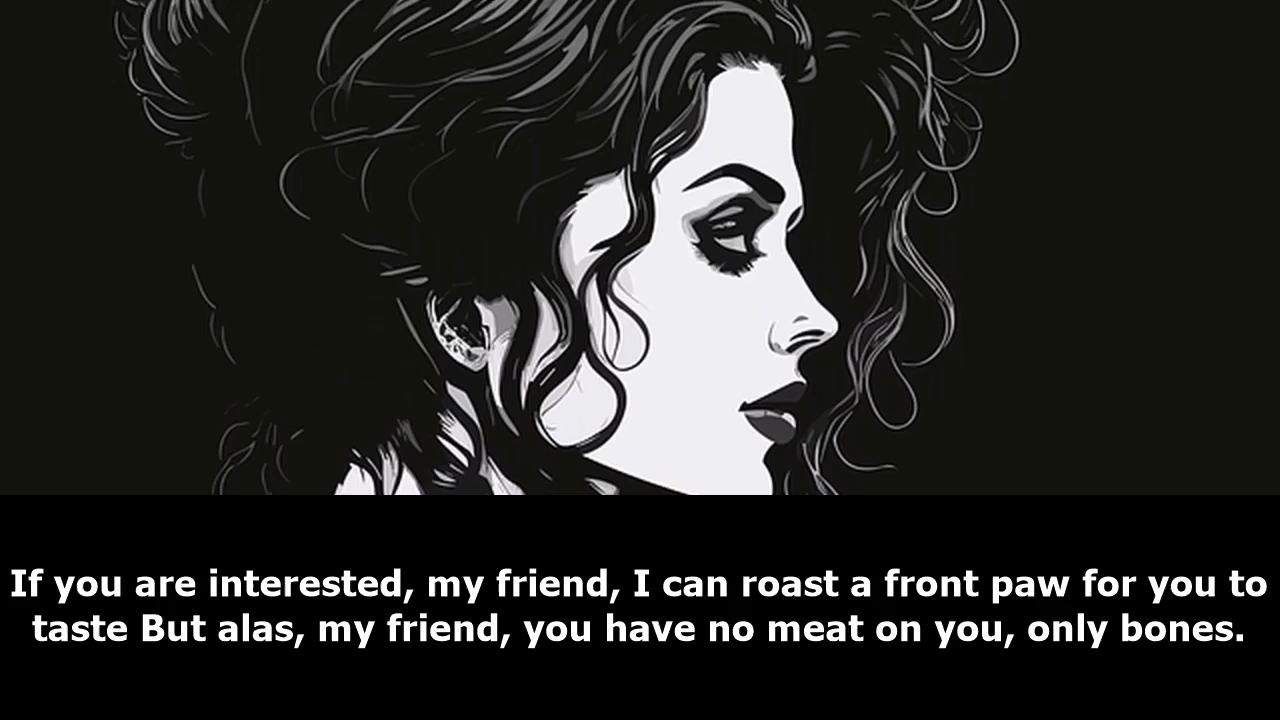 If you are interested, my friend, I can roast a front paw for you to
taste But alas, my friend, you have no meat on you, only bones.